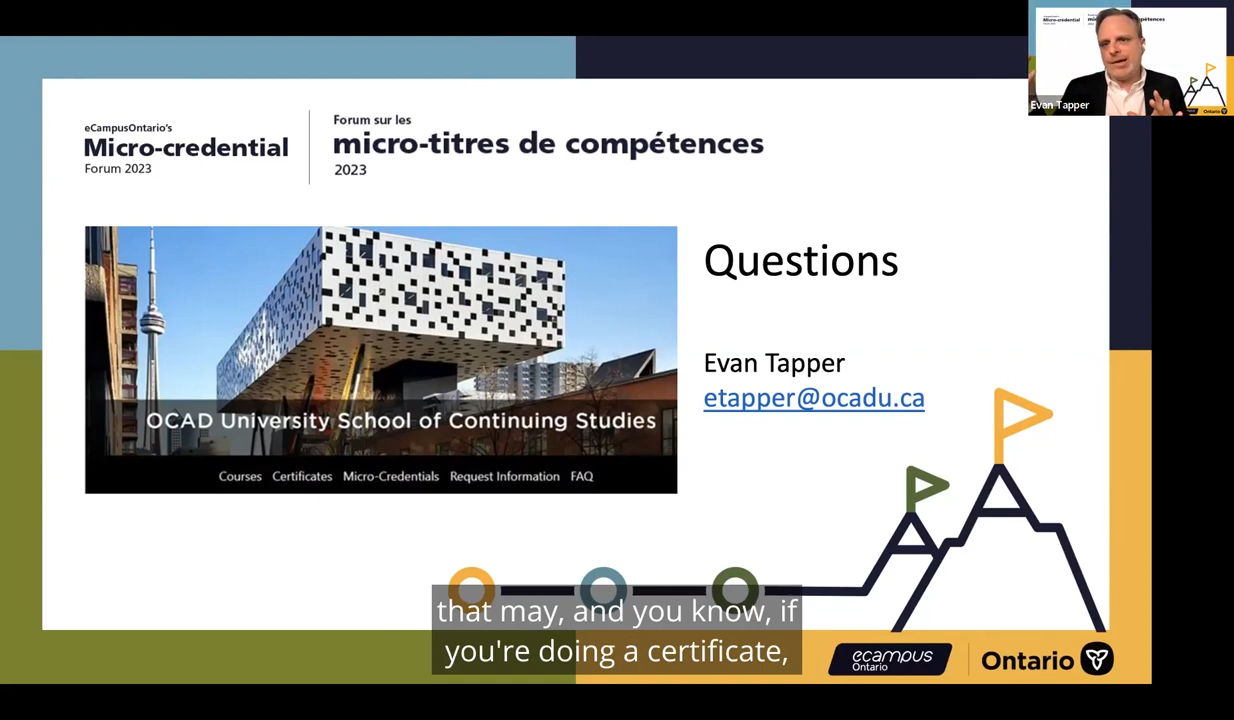 eCampusOntario's
Micro-credential
Forum 2023
Forum sur les
micro-titres de compétences
2023
Evan Tapper
OCAD University School of Continuing Studies
Courses Certificates Micro-Credentials Request Information FAQ
Questions
Evan Tapper
etapper@ocadu.ca
that may, and you know, if
you're doing a certificate,
ecampus
Ontario
Ontario